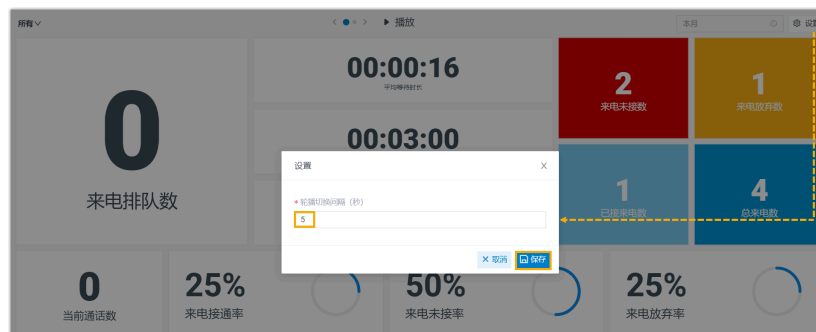 所有
播放
本月
设置
0
来电排队数
00:00:16
平均等待时长
00:03:00
2
来电未接数
1
来电放弃数
1
已接来电数
4
总来电数
设置
* 轮播切换间隔（秒）
5
× 取消
保存
0
当前通话数
25%
来电接通率
50%
来电未接率
25%
来电放弃率